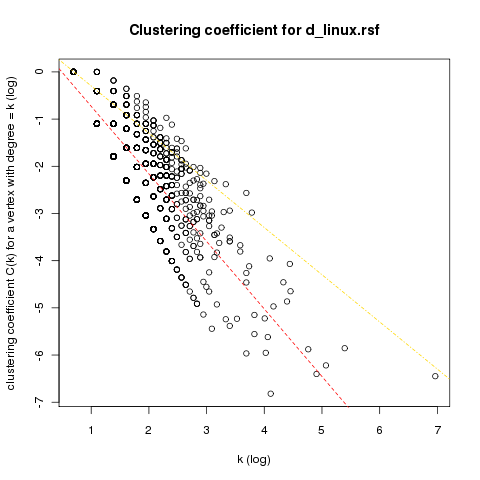 Clustering coefficient for d_linux.rsf
clustering coefficient C(k) for a vertex with degree = k (log)
0
-1
-2
-3
-4
-5
-6
-7
1 2 3 4 5 6 7
k (log)